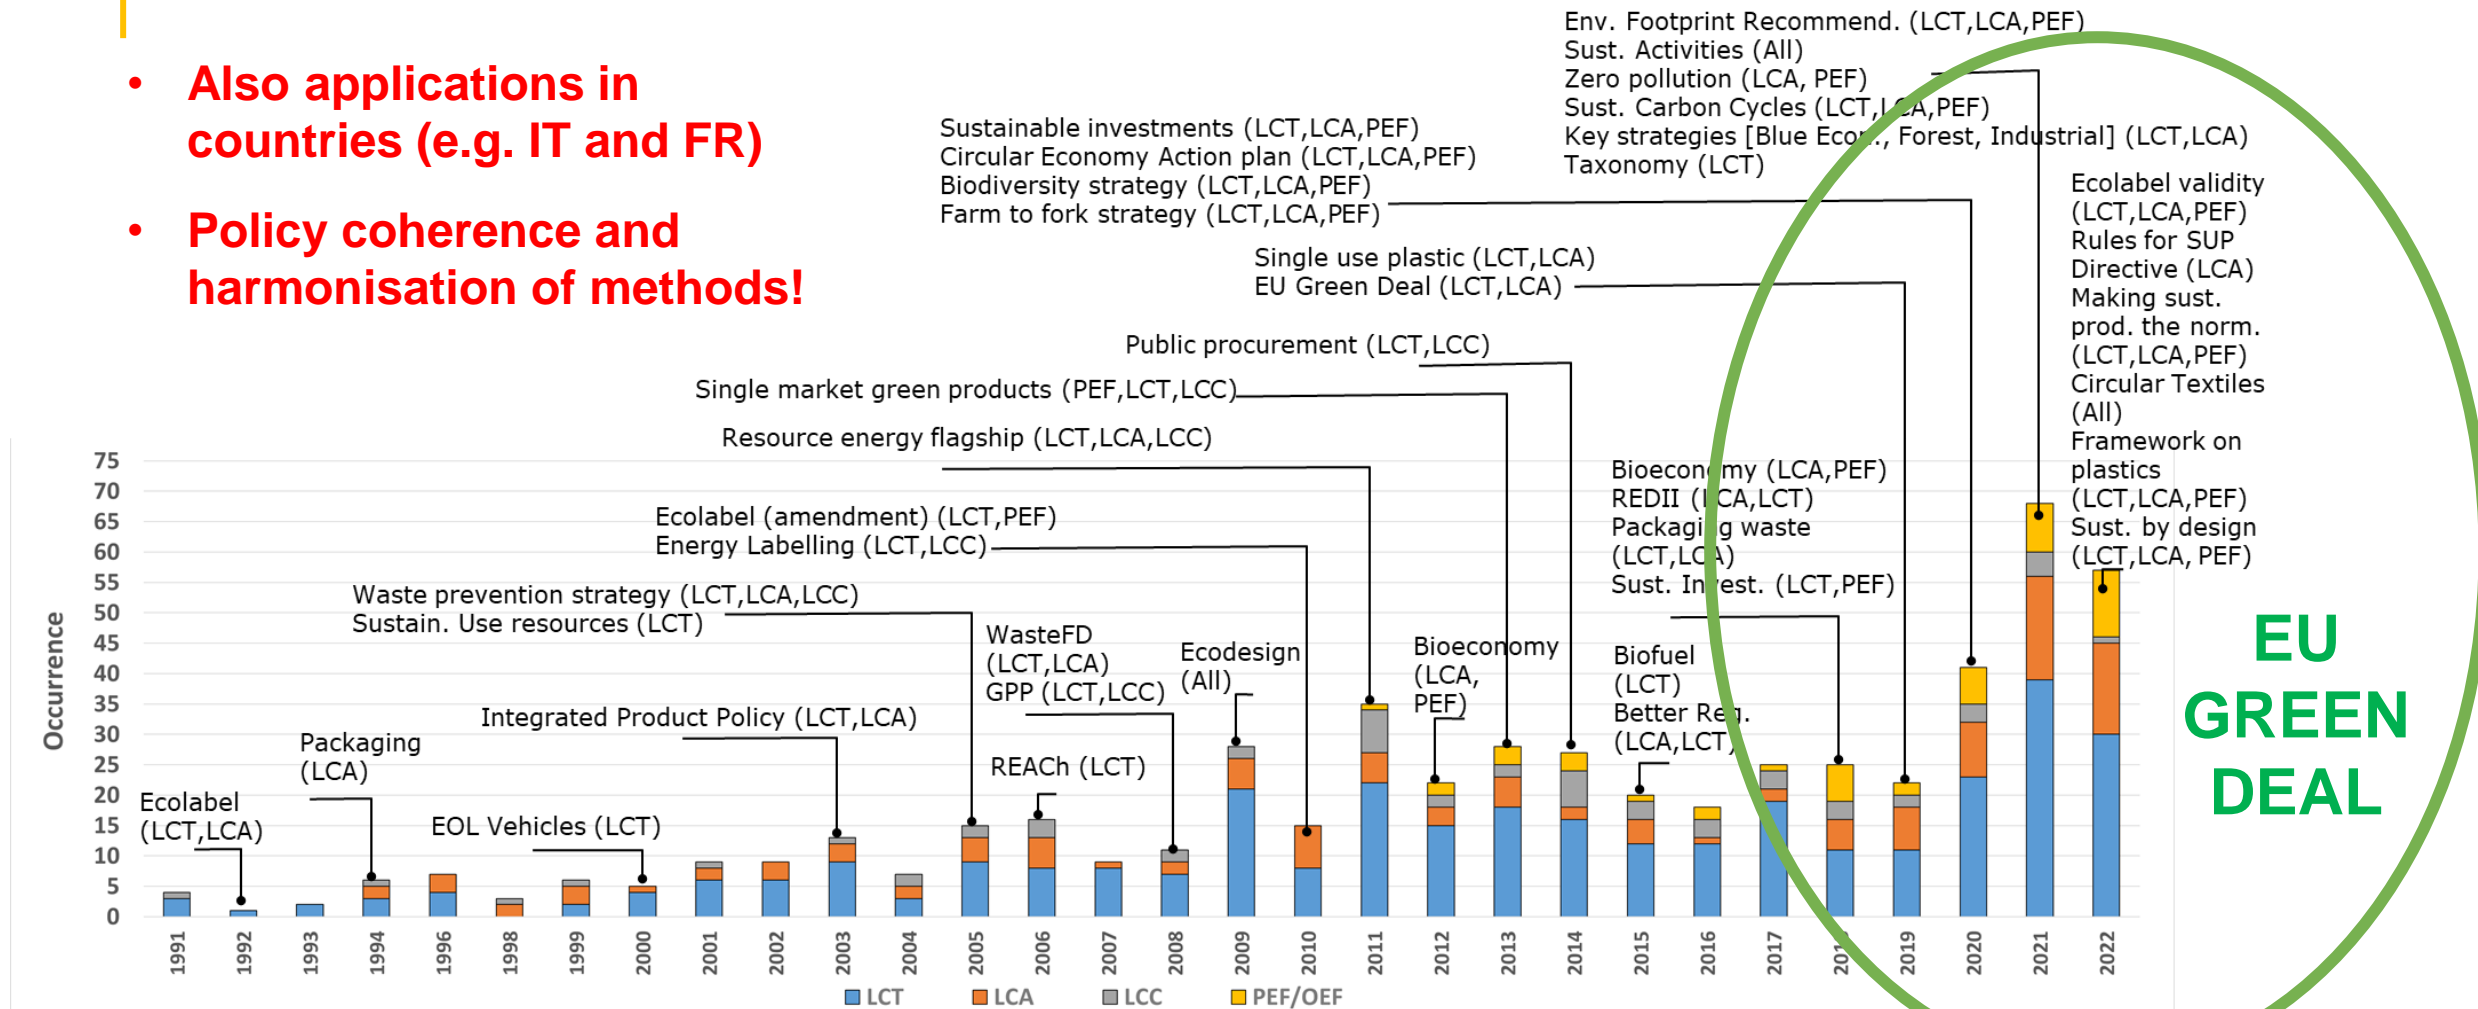 • Also applications in
countries (e.g. IT and FR)
• Policy coherence and
harmonisation of methods!
Env. Footprint Recommend. (LCT,LCA,PEF)
Sust. Activities (All)
Zero pollution (LCA, PEF)
Sust. Carbon Cycles (LCT,LCA,PEF)
Key strategies [Blue Econ., Forest, Industrial] (LCT,LCA)
Taxonomy (LCT)
Sustainable investments (LCT,LCA,PEF)
Circular Economy Action plan (LCT,LCA,PEF)
Biodiversity strategy (LCT,LCA,PEF)
Farm to fork strategy (LCT,LCA,PEF)
Ecolabel validity
(LCT,LCA,PEF)
Rules for SUP
Directive (LCA)
Making sust.
prod. the norm.
(LCT,LCA,PEF)
Circular Textiles
(All)
Framework on
plastics
(LCT,LCA,PEF)
Sust. by design
(LCT,LCA, PEF)
Single use plastic (LCT,LCA)
EU Green Deal (LCT,LCA)
Public procurement (LCT,LCC)
Single market green products (PEF,LCT,LCC)
Resource energy flagship (LCT,LCA,LCC)
Ecolabel (amendment) (LCT,PEF)
Energy Labelling (LCT,LCC)
Bioeconomy (LCA,PEF)
REDII (LCA,LCT)
Packaging waste
(LCT,LCA)
Sust. Invest. (LCT,PEF)
Waste prevention strategy (LCT,LCA,LCC)
Sustain. Use resources (LCT)
WasteFD
(LCT,LCA)
GPP (LCT,LCC)
Ecodesign
(All)
Bioeconomy
(LCA,
PEF)
Biofuel
(LCT)
Better Reg.
(LCA,LCT)
Integrated Product Policy (LCT,LCA)
Packaging
(LCA)
REACh (LCT)
Ecolabel
(LCT,LCA)
EOL Vehicles (LCT)
EU
GREEN
DEAL
Occurrence
75
70
65
60
55
50
45
40
35
30
25
20
15
10
5
0
1991 1992 1993 1994 1996 1998 1999 2000 2001 2002 2003 2004 2005 2006 2007 2008 2009 2010 2011 2012 2013 2014 2015 2016 2017 2018 2019 2020 2021 2022
LCT LCA LCC PEF/OEF